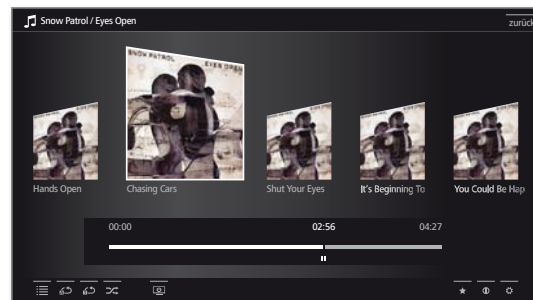 Snow Patrol / Eyes Open
zurück
SNOW PATROL EYES OPEN
Hands Open
Chasing Cars
Shut Your Eyes
It's Beginning To
You Could Be Hap
00:00
02:56
04:27